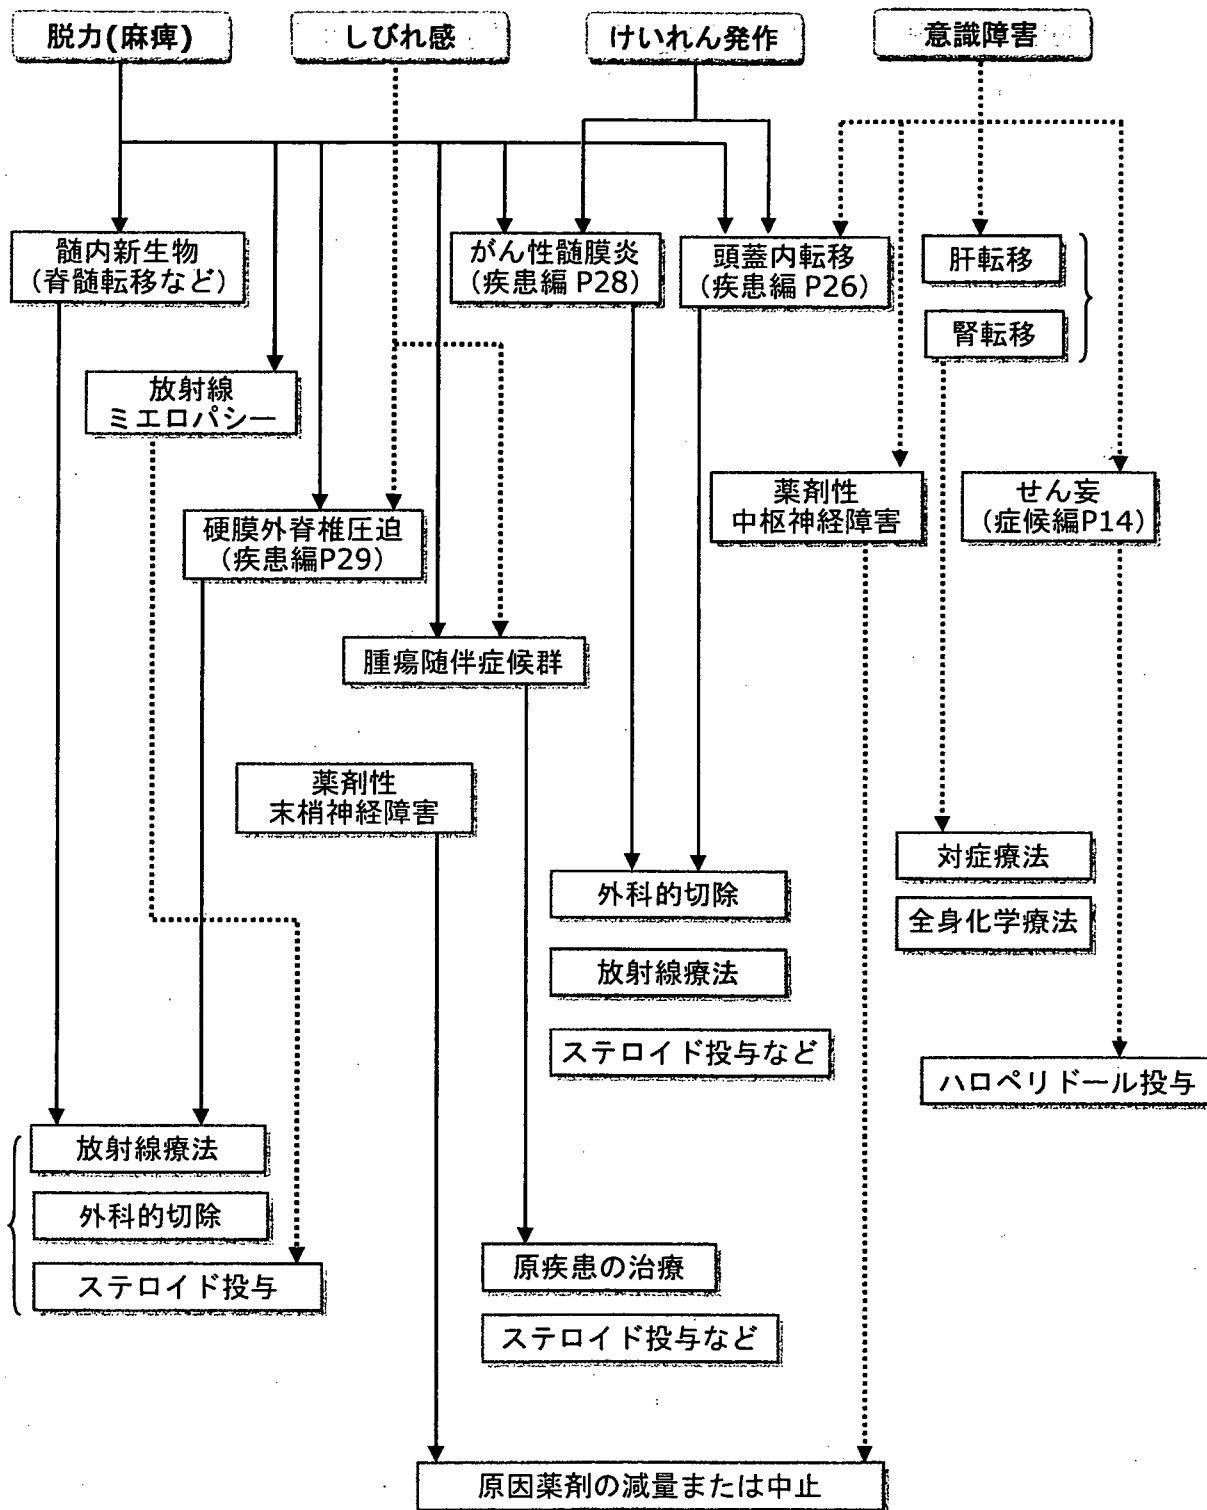 脱力(麻痺)
しびれ感
けいれん発作
意識障害
髄内新生物
(脊髄転移など)
がん性髄膜炎
(疾患編 P28)
頭蓋内転移
(疾患編 P26)
肝転移
腎転移
放射線
ミエロパシー
薬剤性
中枢神経障害
せん妄
(症候編P14)
硬膜外脊椎圧迫
(疾患編P29)
腫瘍随伴症候群
薬剤性
末梢神経障害
対症療法
全身化学療法
外科的切除
放射線療法
ステロイド投与など
ハロペリドール投与
放射線療法
外科的切除
ステロイド投与
原疾患の治療
ステロイド投与など
原因薬剤の減量または中止